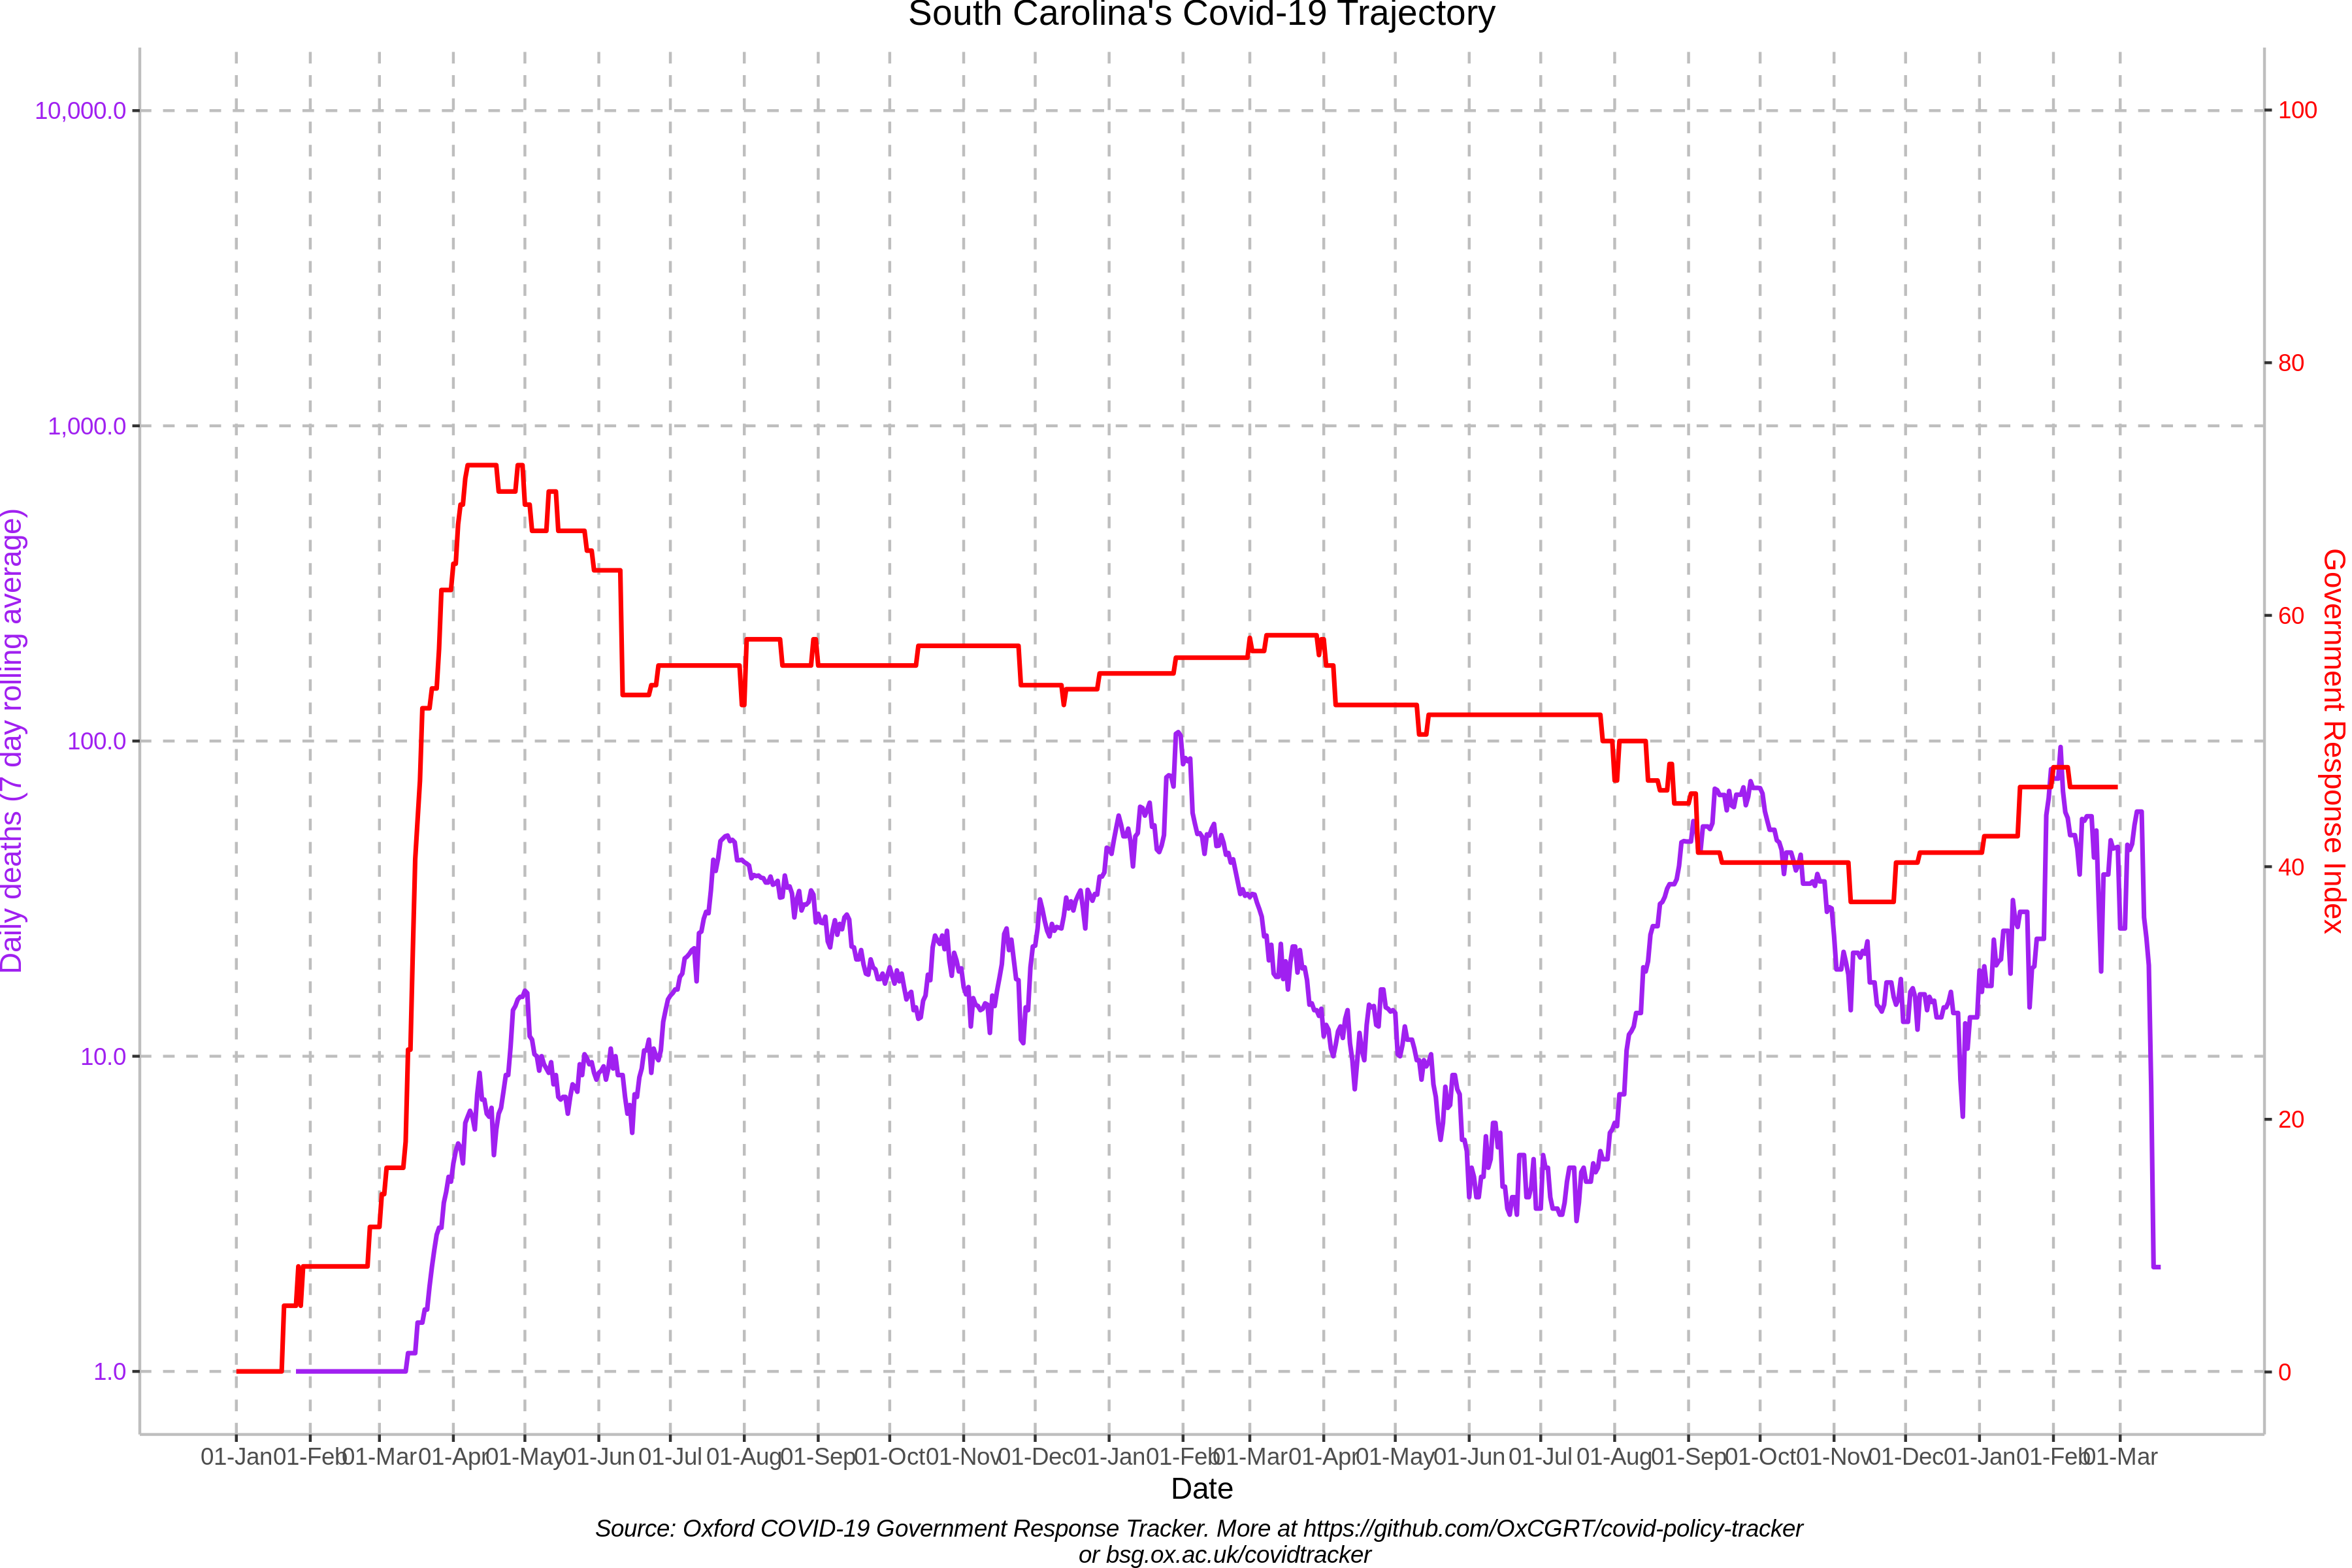 South Carolina's Covid-19 Trajectory
10,000.0
1,000.0
100.0
10.0
1.0
Daily deaths (7 day rolling average)
100
80
60
40
20
0
Government Response Index
01-Jan 01-Feb 01-Mar 01-Apr 01-May 01-Jun 01-Jul 01-Aug 01-Sep 01-Oct 01-Nov 01-Dec 01-Jan 01-Feb 01-Mar 01-Apr 01-May 01-Jun 01-Jul 01-Aug 01-Sep 01-Oct 01-Nov 01-Dec 01-Jan 01-Feb 01-Mar
Date
Source: Oxford COVID-19 Government Response Tracker. More at https://github.com/OxCGRT/covid-policy-tracker
or bsg.ox.ac.uk/covidtracker